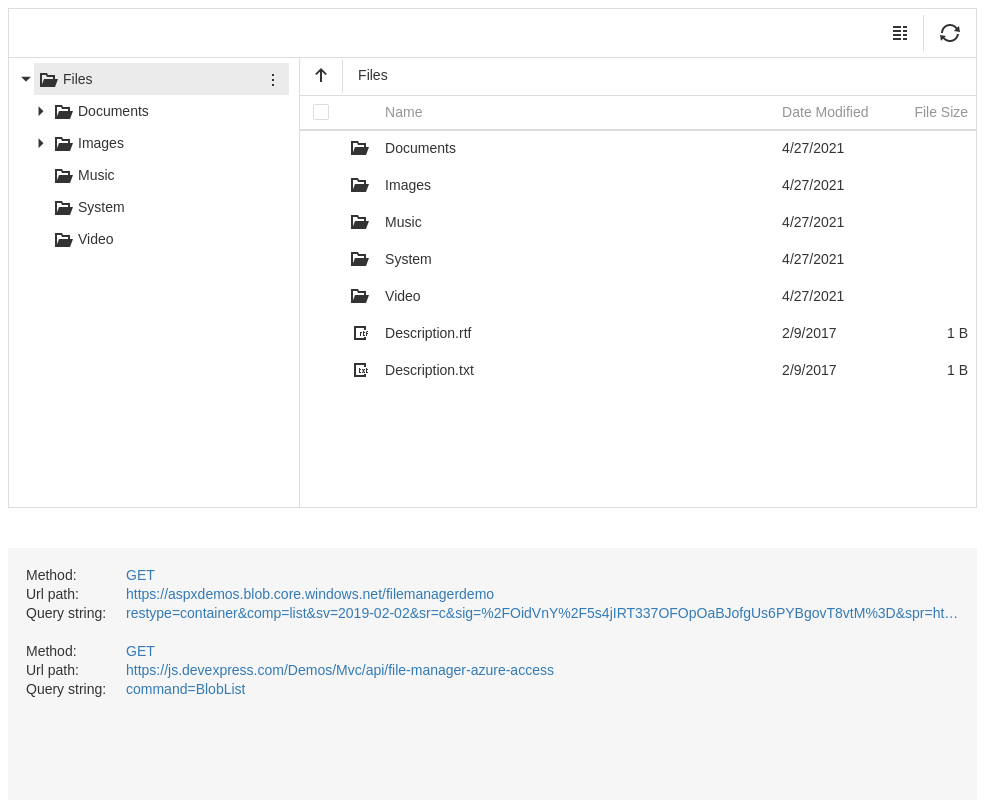 Files
Documents
Images
Music
System
Video
Files
Name Date Modified File Size
Documents 4/27/2021
Images 4/27/2021
Music 4/27/2021
System 4/27/2021
Video 4/27/2021
rtf Description.rtf 2/9/2017 1 B
txt Description.txt 2/9/2017 1 B
Method: GET
Url path: https://aspxdemos.blob.core.windows.net/filemanagerdemo
Query string: restype=container&comp=list&sv=2019-02-02&sr=c&sig=%2FOidVnY%2F5s4jIRT337OFOpOaBJofgUs6PYBgovT8vtM%3D&spr=ht…
Method: GET
Url path: https://js.devexpress.com/Demos/Mvc/api/file-manager-azure-access
Query string: command=BlobList